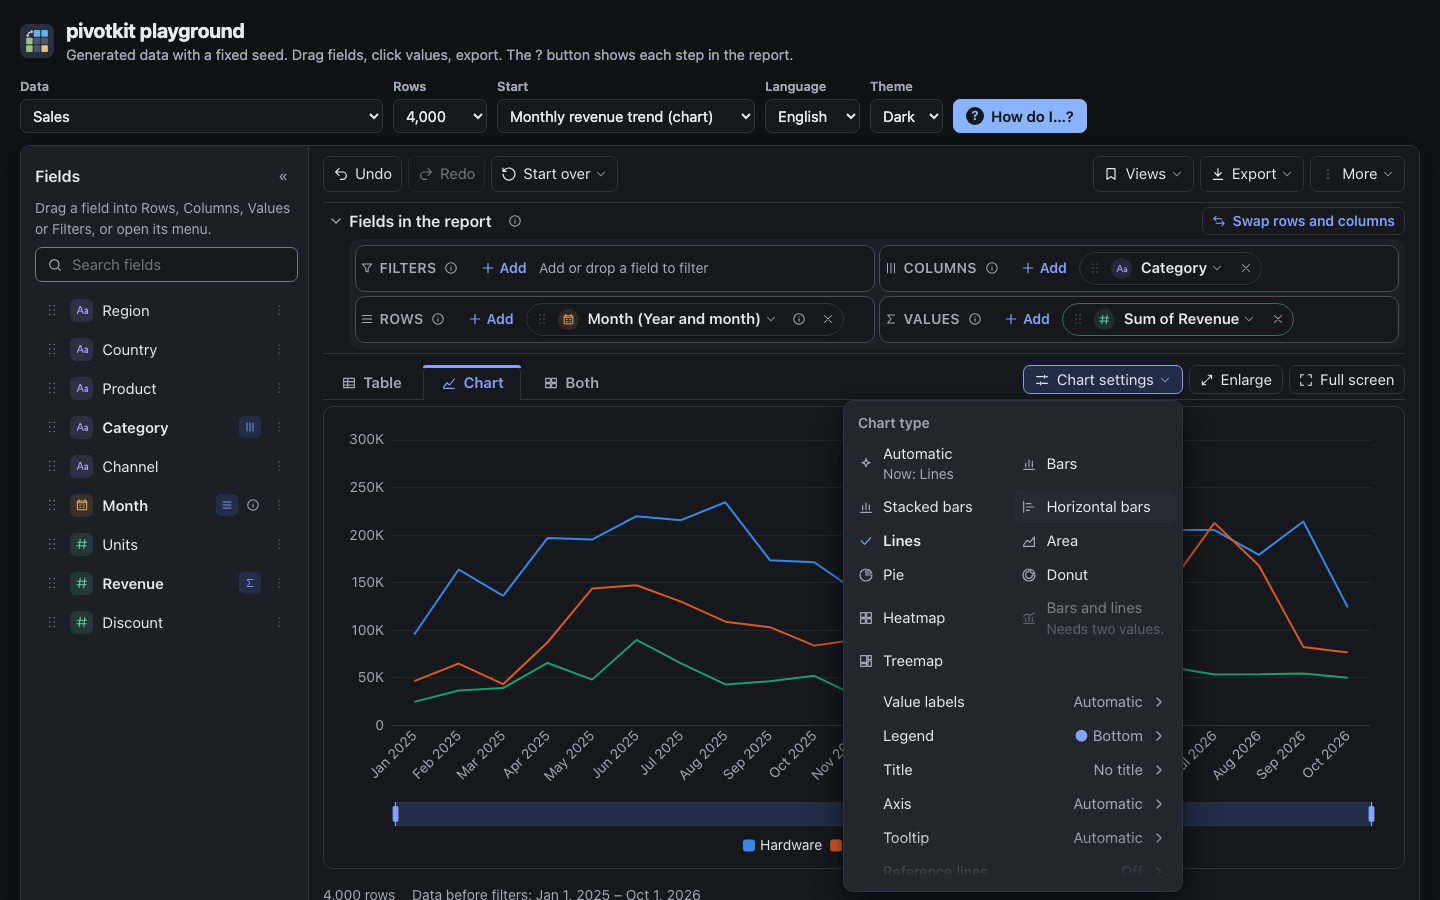 pivotkit playground
Generated data with a fixed seed. Drag fields, click values, export. The ? button shows each step in the report.
Data
Rows
Start
Language
Theme
Sales
4,000
Monthly revenue trend (chart)
English
Dark
? How do I...?
Fields
«
Drag a field into Rows, Columns, Values
or Filters, or open its menu.
Search fields
Aa Region
Aa Country
Aa Product
Aa Category
Aa Channel
Month
# Units
# Revenue Σ
# Discount
Undo
Redo
Start over
Views
Export
More
Fields in the report
Swap rows and columns
FILTERS
+ Add
Add or drop a field to filter
COLUMNS
+ Add
Aa Category
ROWS
+ Add
Month (Year and month)
Σ VALUES
+ Add
# Sum of Revenue
Table
Chart
Both
Chart settings
Enlarge
Full screen
300K
250K
200K
150K
100K
50K
0
Jan 2025
Feb 2025
Mar 2025
Apr 2025
May 2025
Jun 2025
Jul 2025
Aug 2025
Sep 2025
Oct 2025
Aug 2026
Sep 2026
Oct 2026
Hardware
Chart type
Automatic
Now: Lines
Bars
Stacked bars
Horizontal bars
Lines
Area
Pie
Donut
Heatmap
Bars and lines
Needs two values.
Treemap
Value labels
Automatic
Legend
Bottom
Title
No title
Axis
Automatic
Tooltip
Automatic
Reference lines
Off
4,000 rows
Data before filters: Jan 1, 2025 – Oct 1, 2026